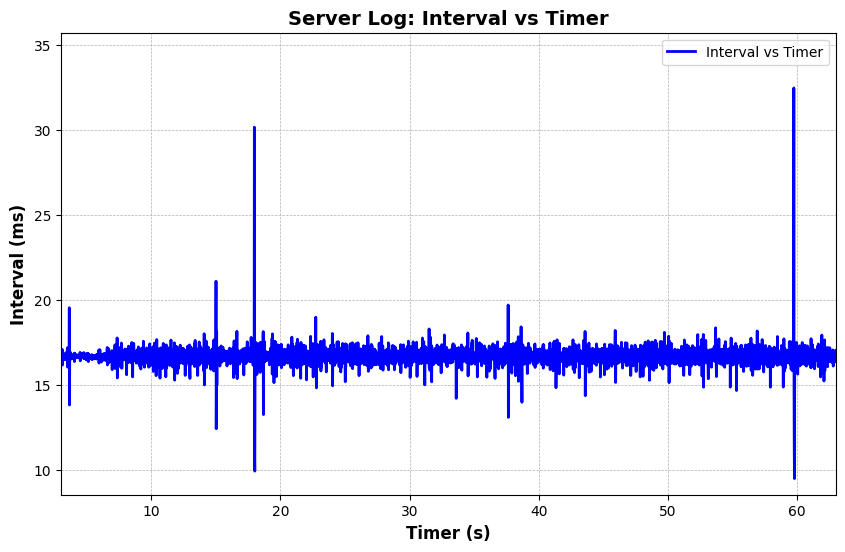 Server Log: Interval vs Timer
Interval vs Timer
Interval (ms)
35
30
25
20
15
10
10 20 30 40 50 60
Timer (s)